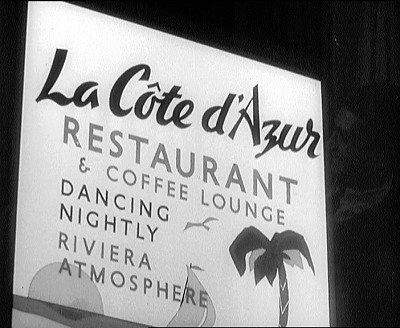 La Côte d'Azur
RESTAURANT
& COFFEE LOUNGE
DANCING
NIGHTLY
RIVIERA
ATMOSPHERE